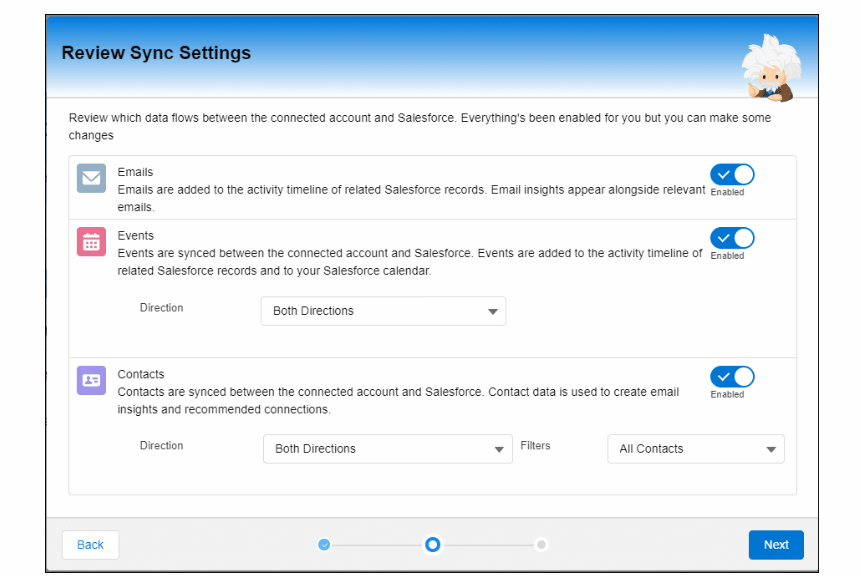 Review Sync Settings
Review which data flows between the connected account and Salesforce. Everything's been enabled for you but you can make some
changes
Emails
Emails are added to the activity timeline of related Salesforce records. Email insights appear alongside relevant
emails.
Enabled
Events
Events are synced between the connected account and Salesforce. Events are added to the activity timeline of
related Salesforce records and to your Salesforce calendar.
Enabled
Direction
Both Directions
Contacts
Contacts are synced between the connected account and Salesforce. Contact data is used to create email
insights and recommended connections.
Enabled
Direction
Both Directions
Filters
All Contacts
Back
Next